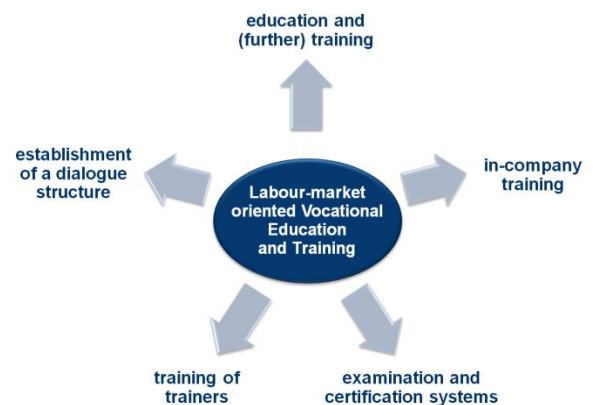 education and
(further) training
establishment
of a dialogue
structure
in-company
training
Labour-market
oriented Vocational
Education
and Training
training of
trainers
examination and
certification systems